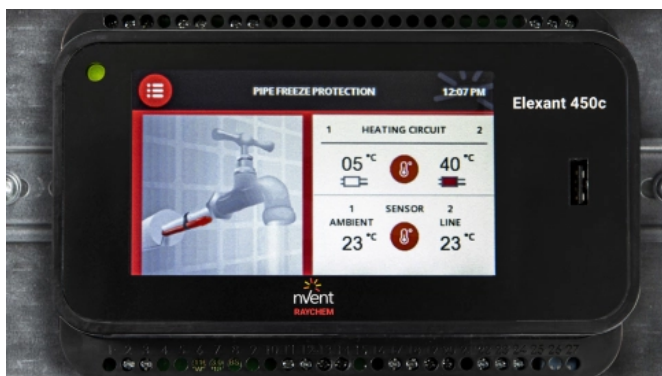 PIPE FREEZE PROTECTION
12:07 PM
Elexant 450c
1 HEATING CIRCUIT 2
05 °C 40 °C
1 SENSOR 2
AMBIENT LINE
23 °C 23 °C
nvent
RAYCHEM